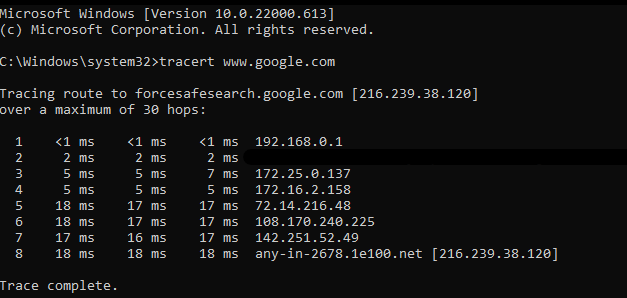 Microsoft Windows [Version 10.0.22000.613]
(c) Microsoft Corporation. All rights reserved.
C:\Windows\system32>tracert www.google.com
Tracing route to forcesafesearch.google.com [216.239.38.120]
over a maximum of 30 hops:
1 <1 ms <1 ms <1 ms 192.168.0.1
2 2 ms 2 ms 2 ms
3 5 ms 5 ms 7 ms 172.25.0.137
4 5 ms 5 ms 5 ms 172.16.2.158
5 18 ms 17 ms 17 ms 72.14.216.48
6 18 ms 17 ms 17 ms 108.170.240.225
7 17 ms 16 ms 17 ms 142.251.52.49
8 18 ms 18 ms 18 ms any-in-2678.1e100.net [216.239.38.120]
Trace complete.